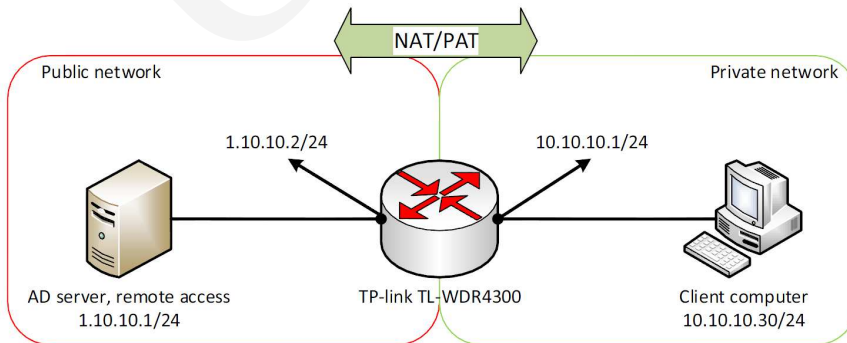 NAT/PAT
Public network
Private network
1.10.10.2/24
10.10.10.1/24
AD server, remote access
1.10.10.1/24
TP-link TL-WDR4300
Client computer
10.10.10.30/24